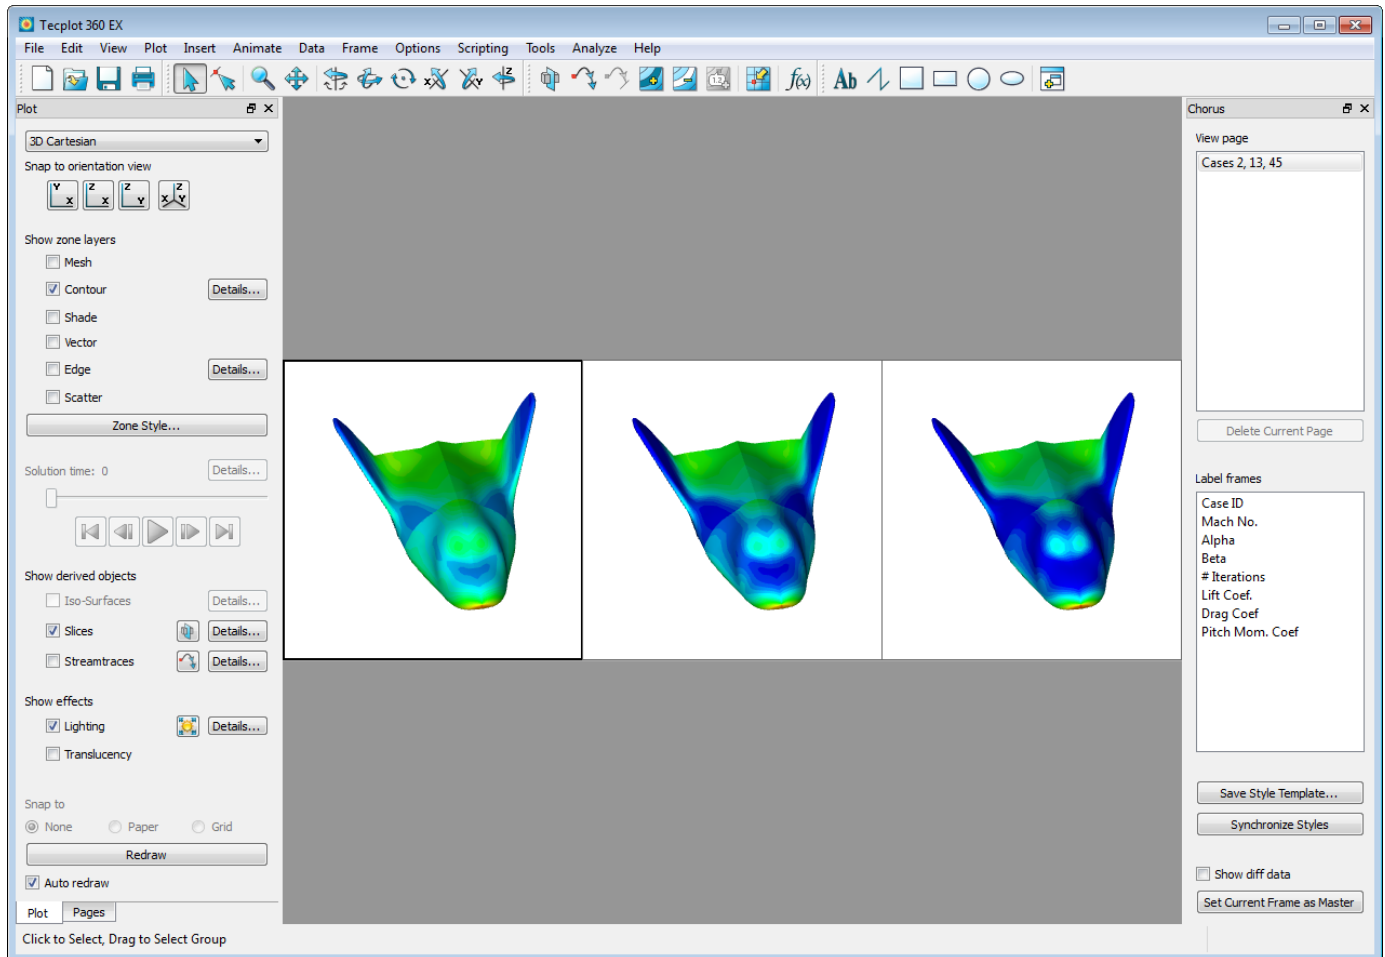 Tecplot 360 EX
File Edit View Plot Insert Animate Data Frame Options Scripting Tools Analyze Help
Ab
Plot
3D Cartesian
Snap to orientation view
Y X Z X Z Y Z X Y
Show zone layers
Mesh
Contour Details...
Shade
Vector
Edge Details...
Scatter
Zone Style...
Solution time: 0 Details...
Show derived objects
Iso-Surfaces Details...
Slices Details...
Streamtraces Details...
Show effects
Lighting Details...
Translucency
Snap to
None Paper Grid
Redraw
Auto redraw
Plot Pages
Click to Select, Drag to Select Group
Chorus
View page
Cases 2, 13, 45
Delete Current Page
Label frames
Case ID
Mach No.
Alpha
Beta
# Iterations
Lift Coef.
Drag Coef
Pitch Mom. Coef
Save Style Template...
Synchronize Styles
Show diff data
Set Current Frame as Master